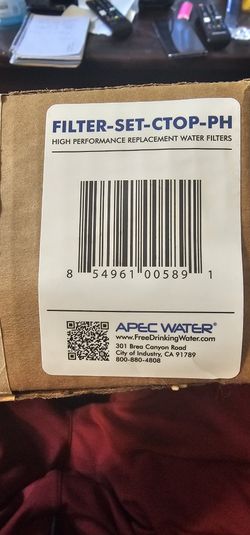 FILTER-SET-CTOP-PH
HIGH PERFORMANCE REPLACEMENT WATER FILTERS
8 54961 00589 1
APEC WATER®
www.FreeDrinkingWater.com
301 Brea Canyon Road
City of Industry, CA 91789
800-880-4808